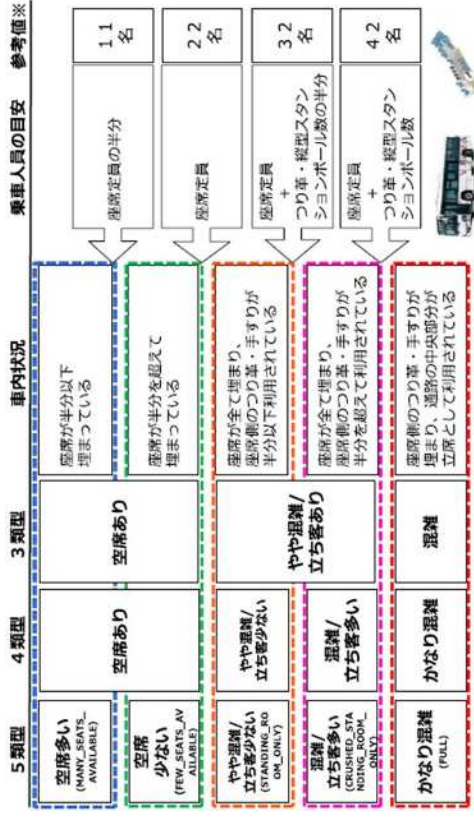 5類型 4類型 3類型 車内状況 乗車人員の目安 参考値※
空席多い
(MANY_SEATS_
AVAILABLE)
空席あり
空席あり
座席が半分以下
埋まっている
座席定員の半分
11
名
空席
少ない
(FEW_SEATS_AV
AILABLE)
座席が半分を超えて
埋まっている
座席定員
22
名
やや混雑/
立ち客少ない
(STANDING_RO
OM_ONLY)
やや混雑/
立ち客少ない
やや混雑/
立ち客あり
座席が全て埋まり、
座席側のつり革・手すりが
半分以下利用されている
座席定員
+
つり革・縦型スタン
ションポール数の半分
32
名
混雑/
立ち客多い
(CRUSHED_STA
NDING_ROOM_
ONLY)
混雑/
立ち客多い
座席が全て埋まり、
座席側のつり革・手すりが
半分を超えて利用されている
座席定員
+
つり革・縦型スタン
ションポール数
42
名
かなり混雑
(FULL)
かなり混雑
混雑
座席側のつり革・手すりが
埋まり、通路の中央部分が
立席として利用されている